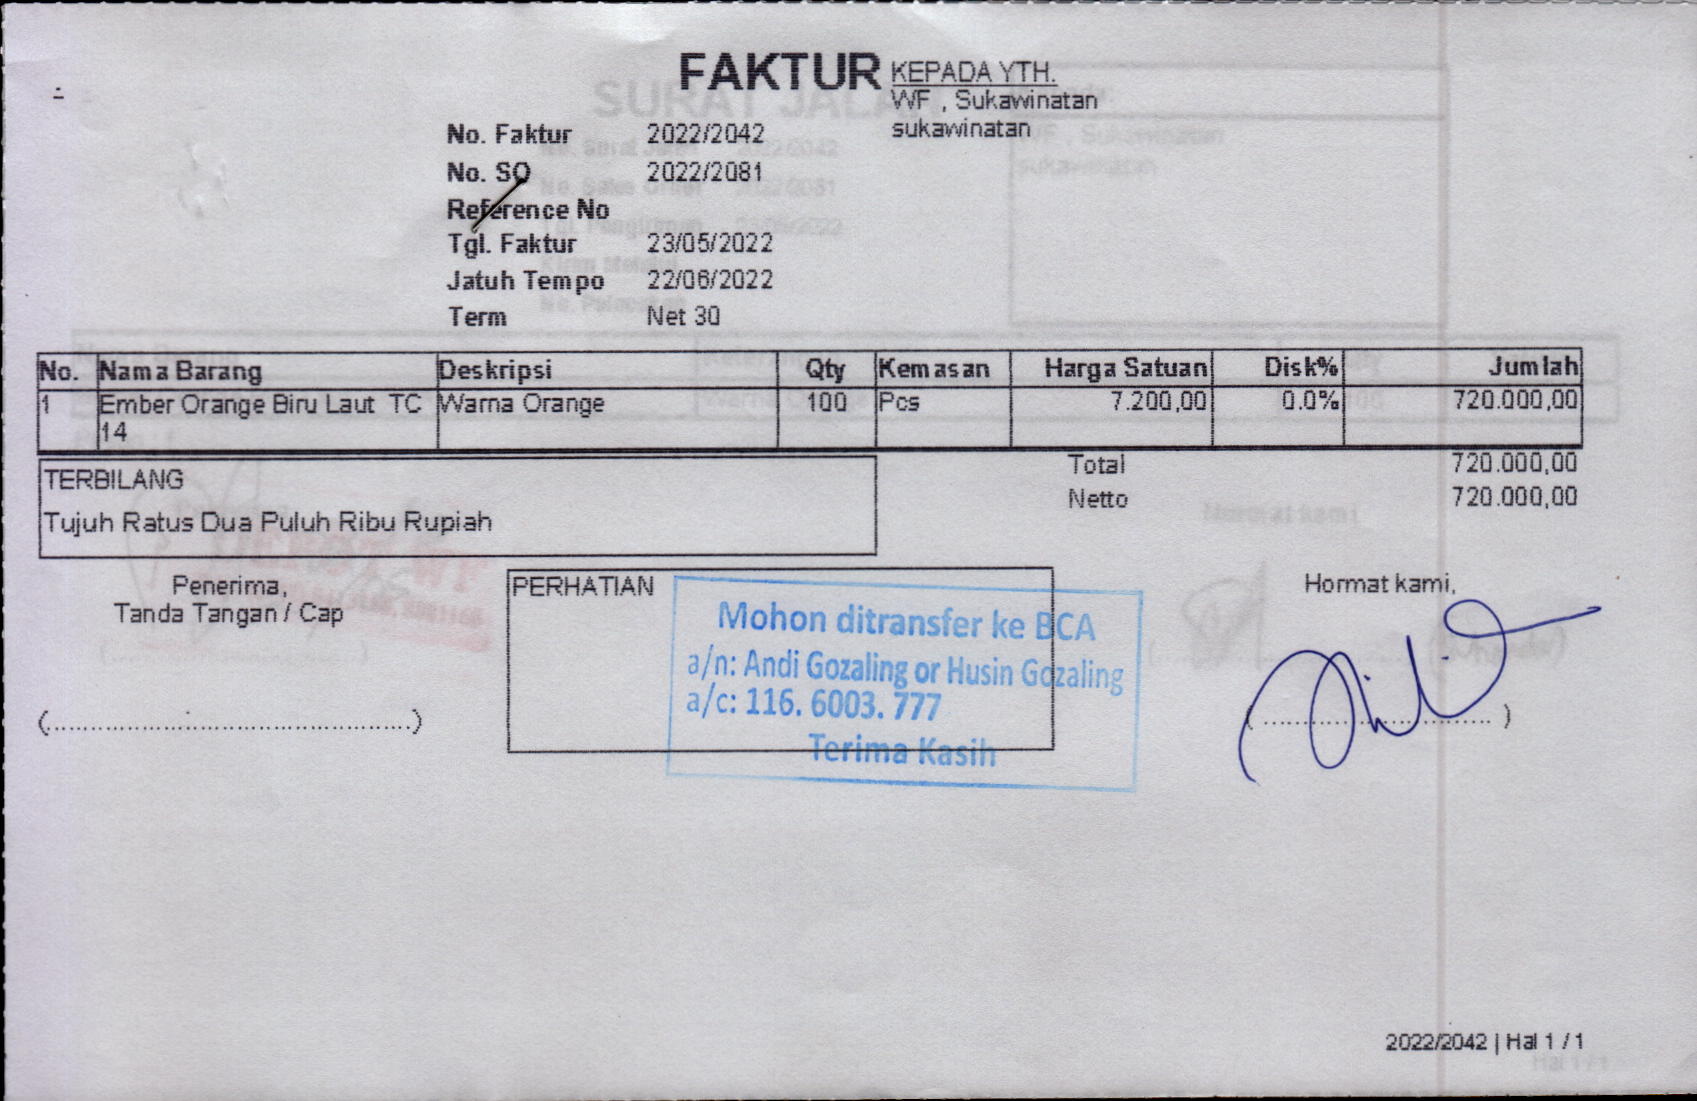 FAKTUR
KEPADA YTH.
WF , Sukawinatan
sukawinatan
No. Faktur 2022/2042
No. SO 2022/2081
Reference No
Tgl. Faktur 23/05/2022
Jatuh Tempo 22/06/2022
Term Net 30
No. Nama Barang Deskripsi Qty Kemasan Harga Satuan Disk% Jumlah
1 Ember Orange Biru Laut TC Warna Orange 100 Pcs 7.200,00 0.0% 720.000,00
14
Total 720.000,00
Netto 720.000,00
TERBILANG
Tujuh Ratus Dua Puluh Ribu Rupiah
Penerima,
Tanda Tangan / Cap
(................................................)
PERHATIAN
Mohon ditransfer ke BCA
a/n: Andi Gozaling or Husin Gozaling
a/c: 116. 6003. 777
Terima Kasih
Hormat kami,
( ................................ )
2022/2042 | Hal 1 / 1